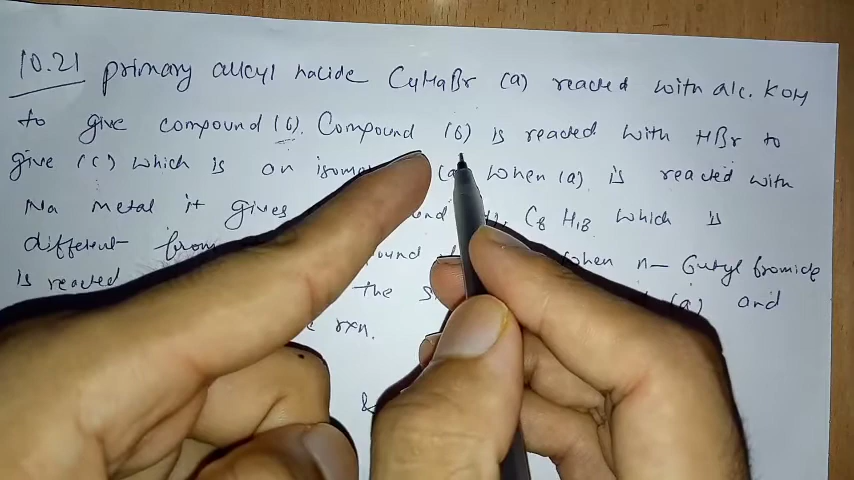 10.21 primary alkyl halide C4H9Br (a) reacted with alc. KOH
to give compound (b). Compound (b) is reacted with HBr to
give (c) which is an (a) When (a) is reacted with
Na metal it gives C8 H18 which is
different from When n- Butyl bromide
is reacted the (a) and
rxn.